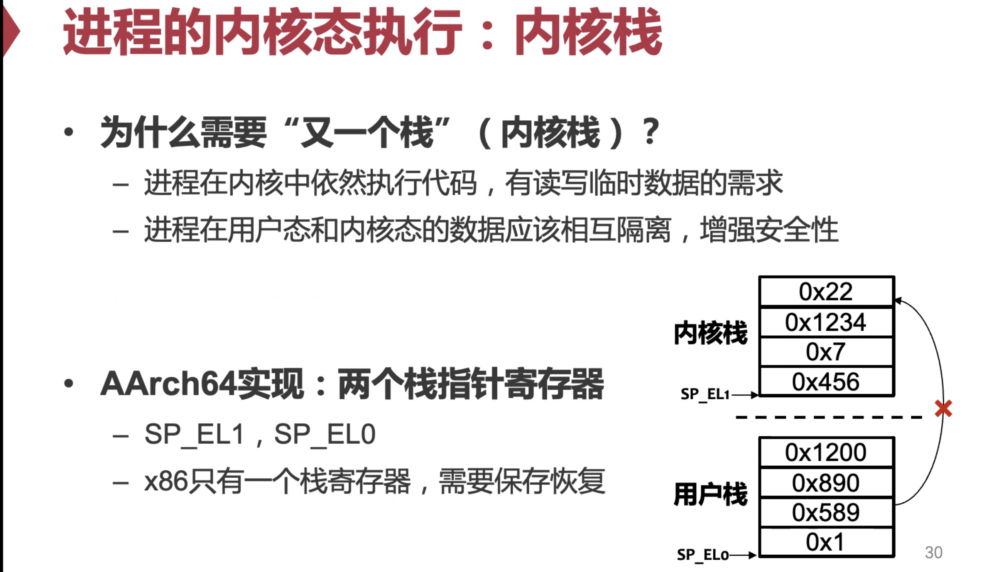 进程的内核态执行：内核栈
• 为什么需要“又一个栈”（内核栈）？
– 进程在内核中依然执行代码，有读写临时数据的需求
– 进程在用户态和内核态的数据应该相互隔离，增强安全性
• AArch64实现：两个栈指针寄存器
– SP_EL1，SP_EL0
– x86只有一个栈寄存器，需要保存恢复
内核栈
0x22
0x1234
0x7
0x456
SP_EL1
用户栈
0x1200
0x890
0x589
0x1
SP_EL0
30